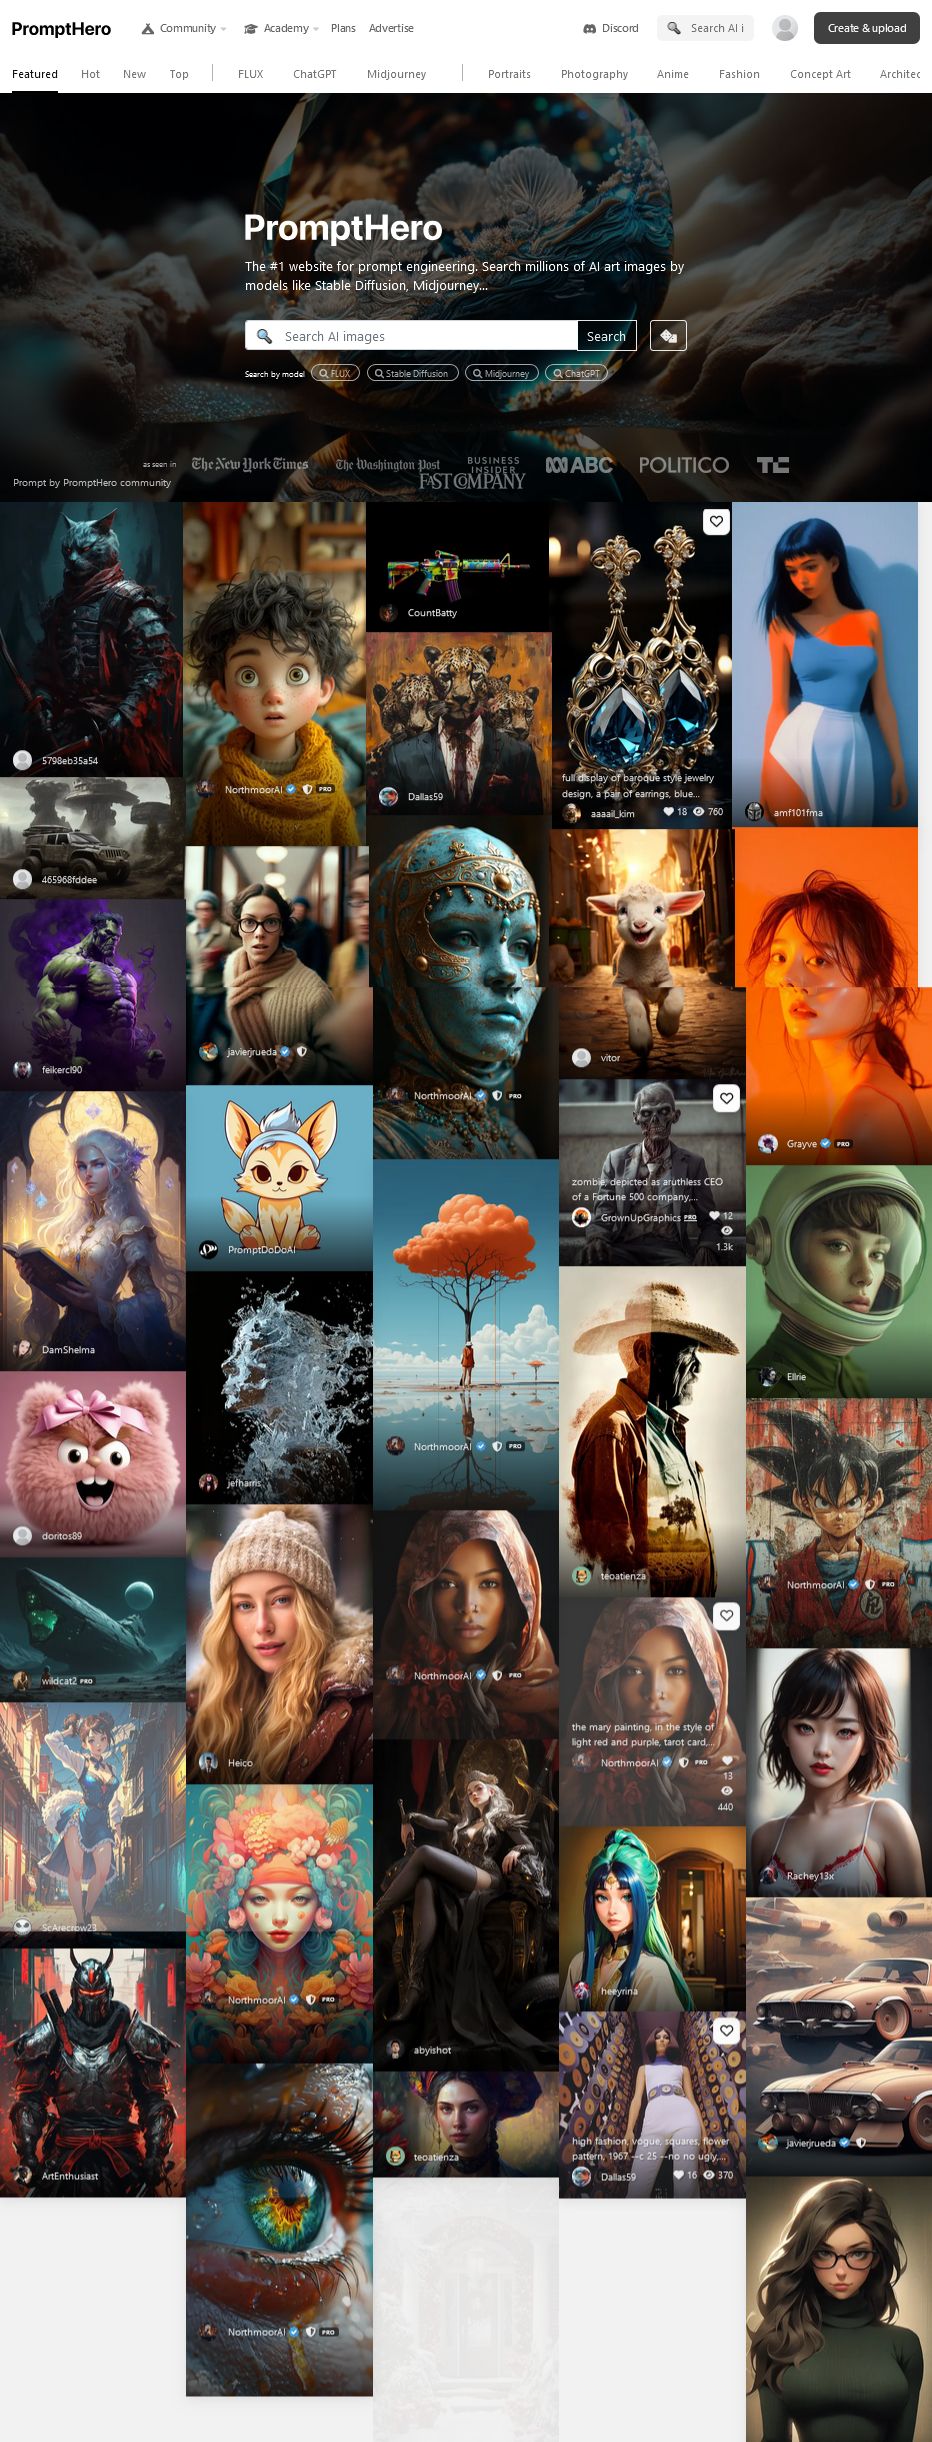 PromptHero
Community
Academy
Plans
Advertise
Discord
Search AI i
Create & upload
Featured
Hot
New
Top
FLUX
ChatGPT
Midjourney
Portraits
Photography
Anime
Fashion
Concept Art
Architec
PromptHero
The #1 website for prompt engineering. Search millions of AI art images by
models like Stable Diffusion, Midjourney...
Search AI images
Search
Search by model
FLUX
Stable Diffusion
Midjourney
ChatGPT
as seen in
The New York Times
The Washington Post
BUSINESS
INSIDER
FAST COMPANY
abc ABC
POLITICO
TC
Prompt by PromptHero community
5798eb35a54
NorthmoorAI PRO
CountBatty
Dallas59
full display of baroque style jewelry
design, a pair of earrings, blue...
aaaail_kim 18 760
amf101fma
465968fddee
feikercl90
javierjrueda
NorthmoorAI PRO
vitor
Grayve PRO
DamShelma
PromptDoDoAI
zombie, depicted as aruthless CEO
of a Fortune 500 company,...
GrownUpGraphics PRO 12
1.3k
Ellrie
jefharris
NorthmoorAI PRO
teoatienza
NorthmoorAI PRO
doritos89
wildcat2 PRO
Heico
NorthmoorAI PRO
the mary painting, in the style of
light red and purple, tarot card,...
NorthmoorAI PRO
13
440
Rachey13x
ScArecrow23
NorthmoorAI PRO
abyishot
heeyrina
javierjrueda
ArtEnthusiast
teoatienza
high fashion, vogue, squares, flower
pattern, 1967 --c 25 --no no ugly,...
Dallas59 16 370
NorthmoorAI PRO